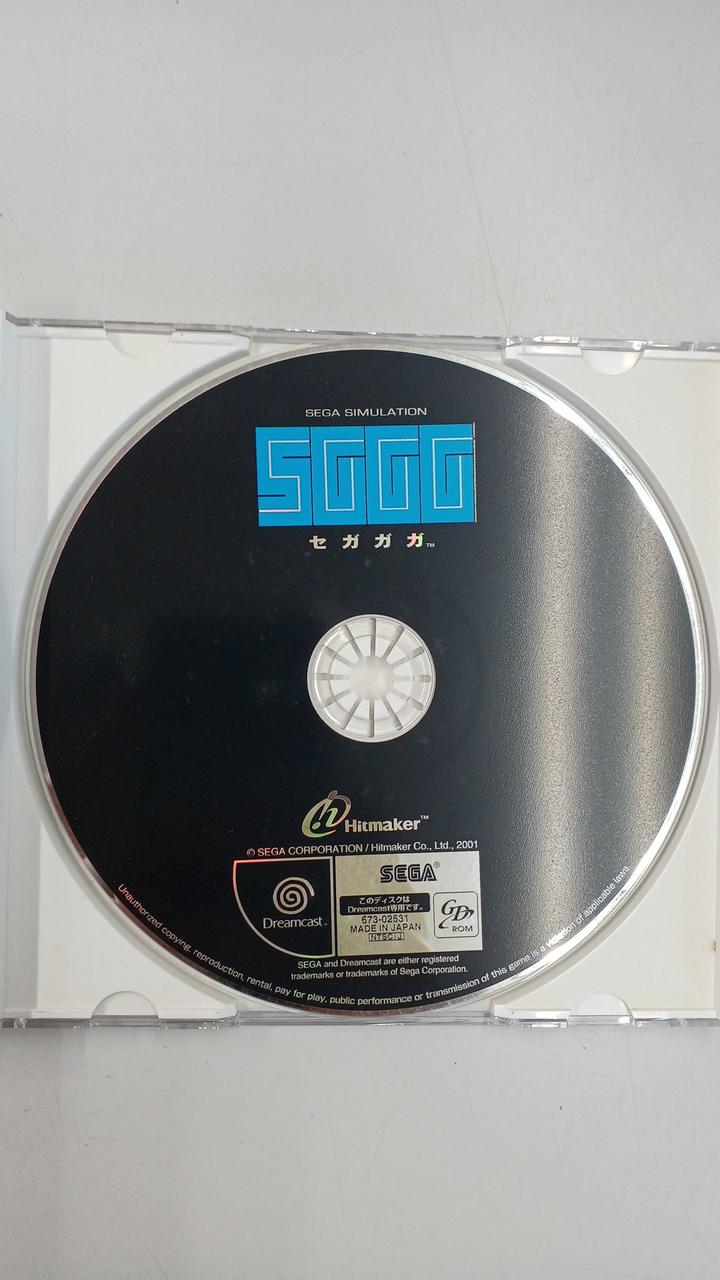 SEGA SIMULATION
SGGG
セガガガ™
Hitmaker™
© SEGA CORPORATION / Hitmaker Co., Ltd., 2001
SEGA®
このディスクは
Dreamcast専用です。
673-02531
MADE IN JAPAN
NTSC J
Dreamcast™
GD
ROM
SEGA and Dreamcast are either registered
trademarks or trademarks of Sega Corporation.
Unauthorized copying, reproduction, rental, pay for play, public performance or transmission of this game is a violation of applicable laws.